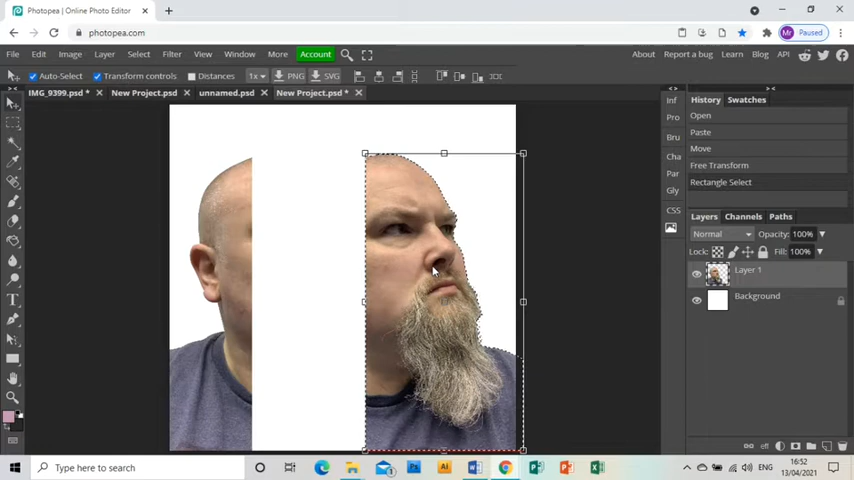 Photopea | Online Photo Editor
photopea.com
Mr Paused
File Edit Image Layer Select Filter View Window More Account
About Report a bug Learn Blog API
Auto-Select Transform controls Distances 1x PNG SVG
IMG_9399.psd * New Project.psd unnamed.psd New Project.psd *
Inf
Pro
Bru
Cha
Par
Gly
CSS
History Swatches
Open
Paste
Move
Free Transform
Rectangle Select
Layers Channels Paths
Normal Opacity: 100%
Lock: Fill: 100%
Layer 1
Background
eff
Type here to search
ENG
16:52
13/04/2021